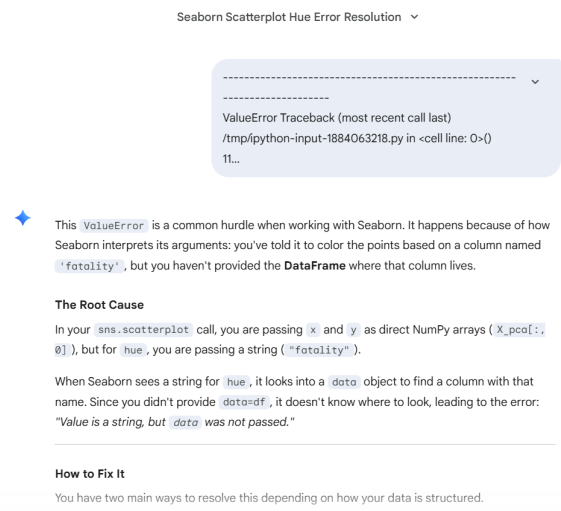 Seaborn Scatterplot Hue Error Resolution
-------------------------------------------------------
--------------------
ValueError Traceback (most recent call last)
/tmp/ipython-input-1884063218.py in <cell line: 0>()
11...
This ValueError is a common hurdle when working with Seaborn. It happens because of how
Seaborn interprets its arguments: you've told it to color the points based on a column named
'fatality' , but you haven't provided the DataFrame where that column lives.
The Root Cause
In your sns.scatterplot call, you are passing x and y as direct NumPy arrays ( X_pca[:,
0] ), but for hue , you are passing a string ( "fatality" ).
When Seaborn sees a string for hue , it looks into a data object to find a column with that
name. Since you didn't provide data=df , it doesn't know where to look, leading to the error:
"Value is a string, but data was not passed."
How to Fix It
You have two main ways to resolve this depending on how your data is structured.